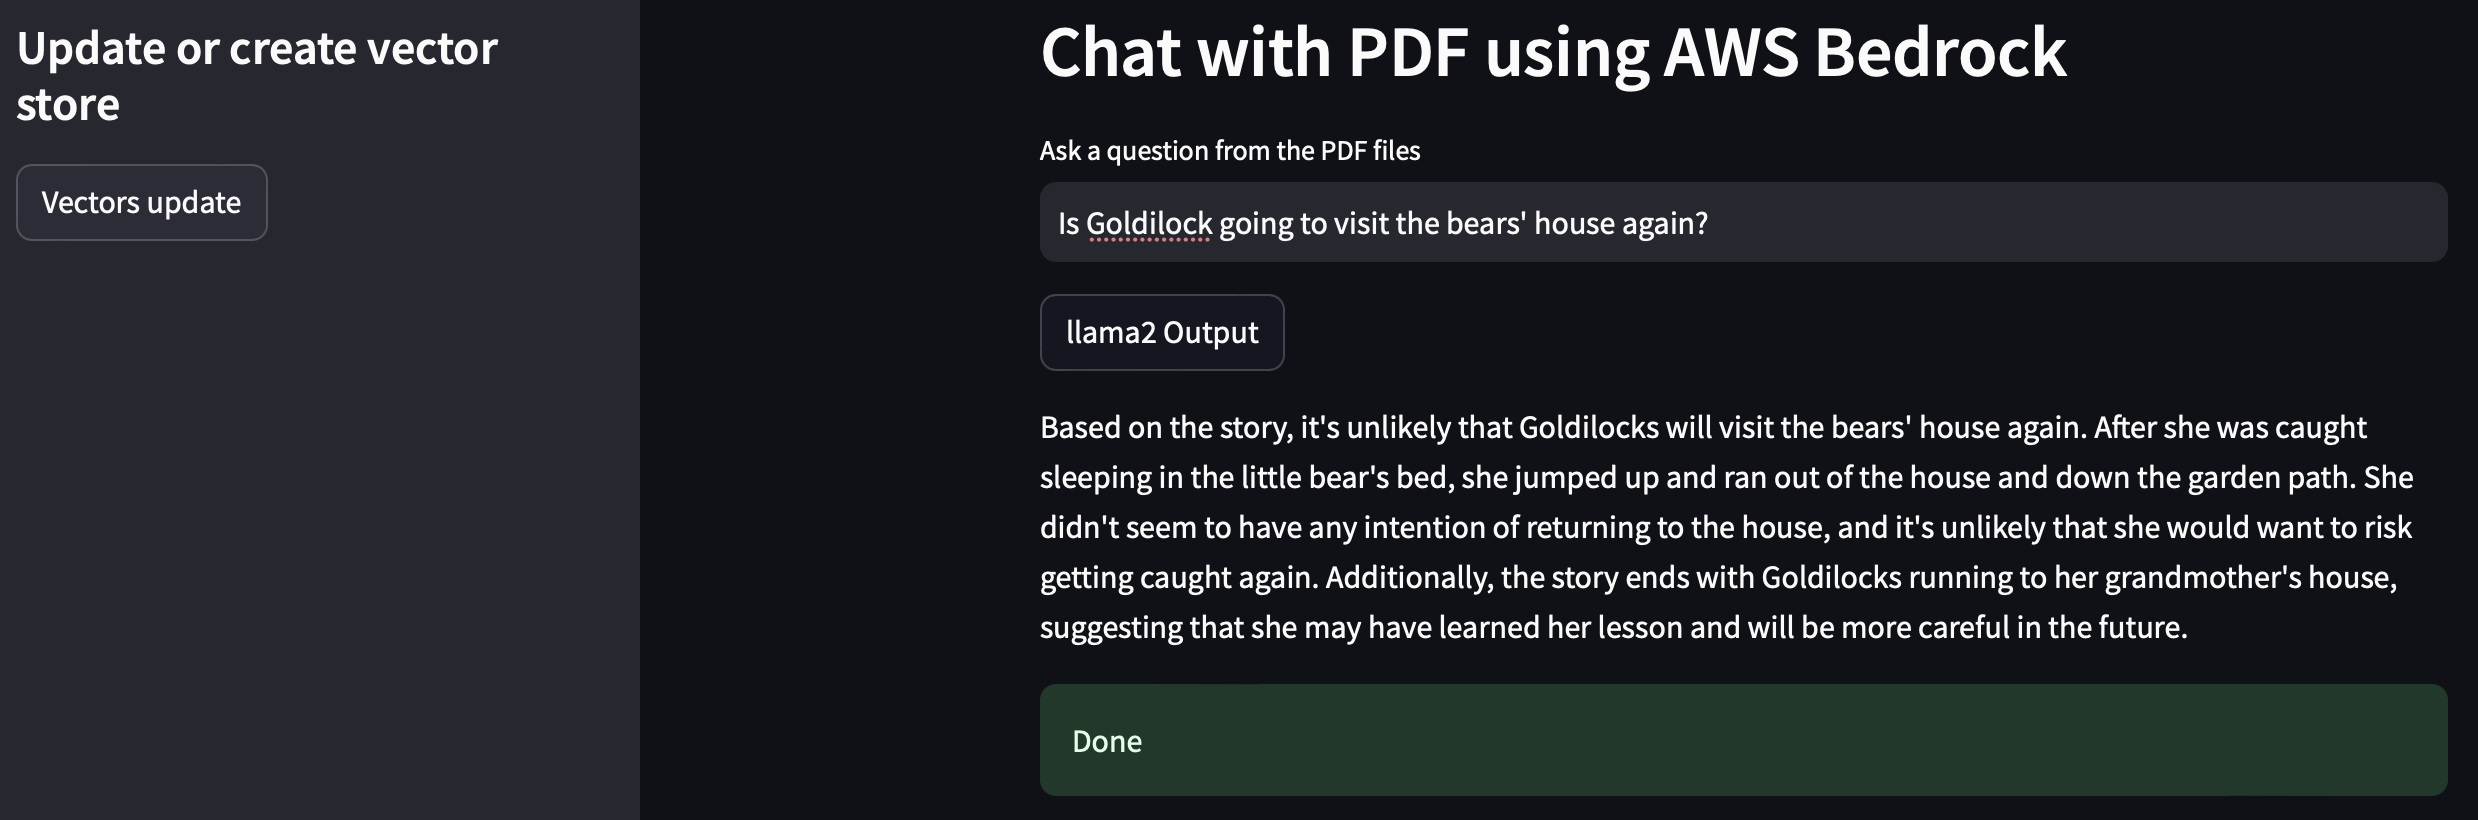 Update or create vector
store
Vectors update
Chat with PDF using AWS Bedrock
Ask a question from the PDF files
Is Goldilock going to visit the bears' house again?
llama2 Output
Based on the story, it's unlikely that Goldilocks will visit the bears' house again. After she was caught
sleeping in the little bear's bed, she jumped up and ran out of the house and down the garden path. She
didn't seem to have any intention of returning to the house, and it's unlikely that she would want to risk
getting caught again. Additionally, the story ends with Goldilocks running to her grandmother's house,
suggesting that she may have learned her lesson and will be more careful in the future.
Done